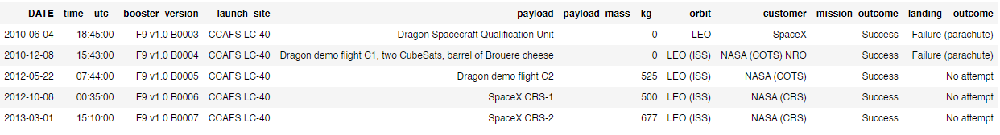 DATE time__utc_ booster_version launch_site payload payload_mass__kg_ orbit customer mission_outcome landing__outcome
2010-06-04 18:45:00 F9 v1.0 B0003 CCAFS LC-40 Dragon Spacecraft Qualification Unit 0 LEO SpaceX Success Failure (parachute)
2010-12-08 15:43:00 F9 v1.0 B0004 CCAFS LC-40 Dragon demo flight C1, two CubeSats, barrel of Brouere cheese 0 LEO (ISS) NASA (COTS) NRO Success Failure (parachute)
2012-05-22 07:44:00 F9 v1.0 B0005 CCAFS LC-40 Dragon demo flight C2 525 LEO (ISS) NASA (COTS) Success No attempt
2012-10-08 00:35:00 F9 v1.0 B0006 CCAFS LC-40 SpaceX CRS-1 500 LEO (ISS) NASA (CRS) Success No attempt
2013-03-01 15:10:00 F9 v1.0 B0007 CCAFS LC-40 SpaceX CRS-2 677 LEO (ISS) NASA (CRS) Success No attempt